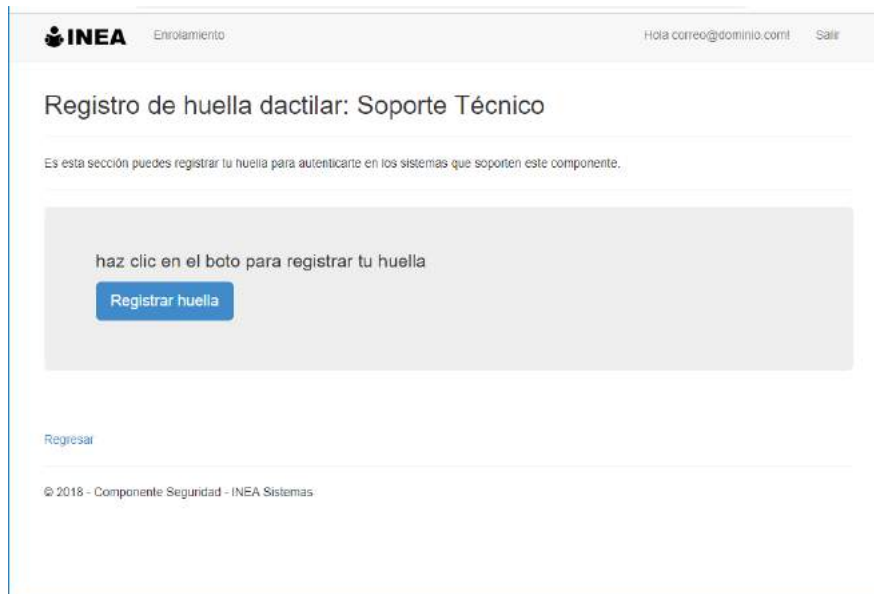 INEA Enrolamiento Hola correo@dominio.com! Salir
Registro de huella dactilar: Soporte Técnico
Es esta sección puedes registrar tu huella para autenticarte en los sistemas que soporten este componente.
haz clic en el boto para registrar tu huella
Registrar huella
Regresar
© 2018 - Componente Seguridad - INEA Sistemas